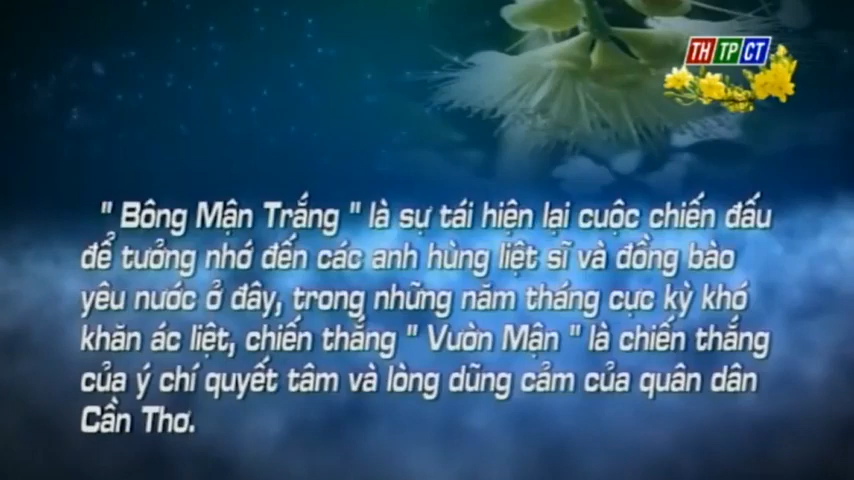 THTPCT
" Bông Mận Trắng " là sự tái hiện lại cuộc chiến đấu
để tưởng nhớ đến các anh hùng liệt sĩ và đồng bào
yêu nước ở đây, trong những năm tháng cực kỳ khó
khăn ác liệt, chiến thắng " Vườn Mận " là chiến thắng
của ý chí quyết tâm và lòng dũng cảm của quân dân
Cần Thơ.